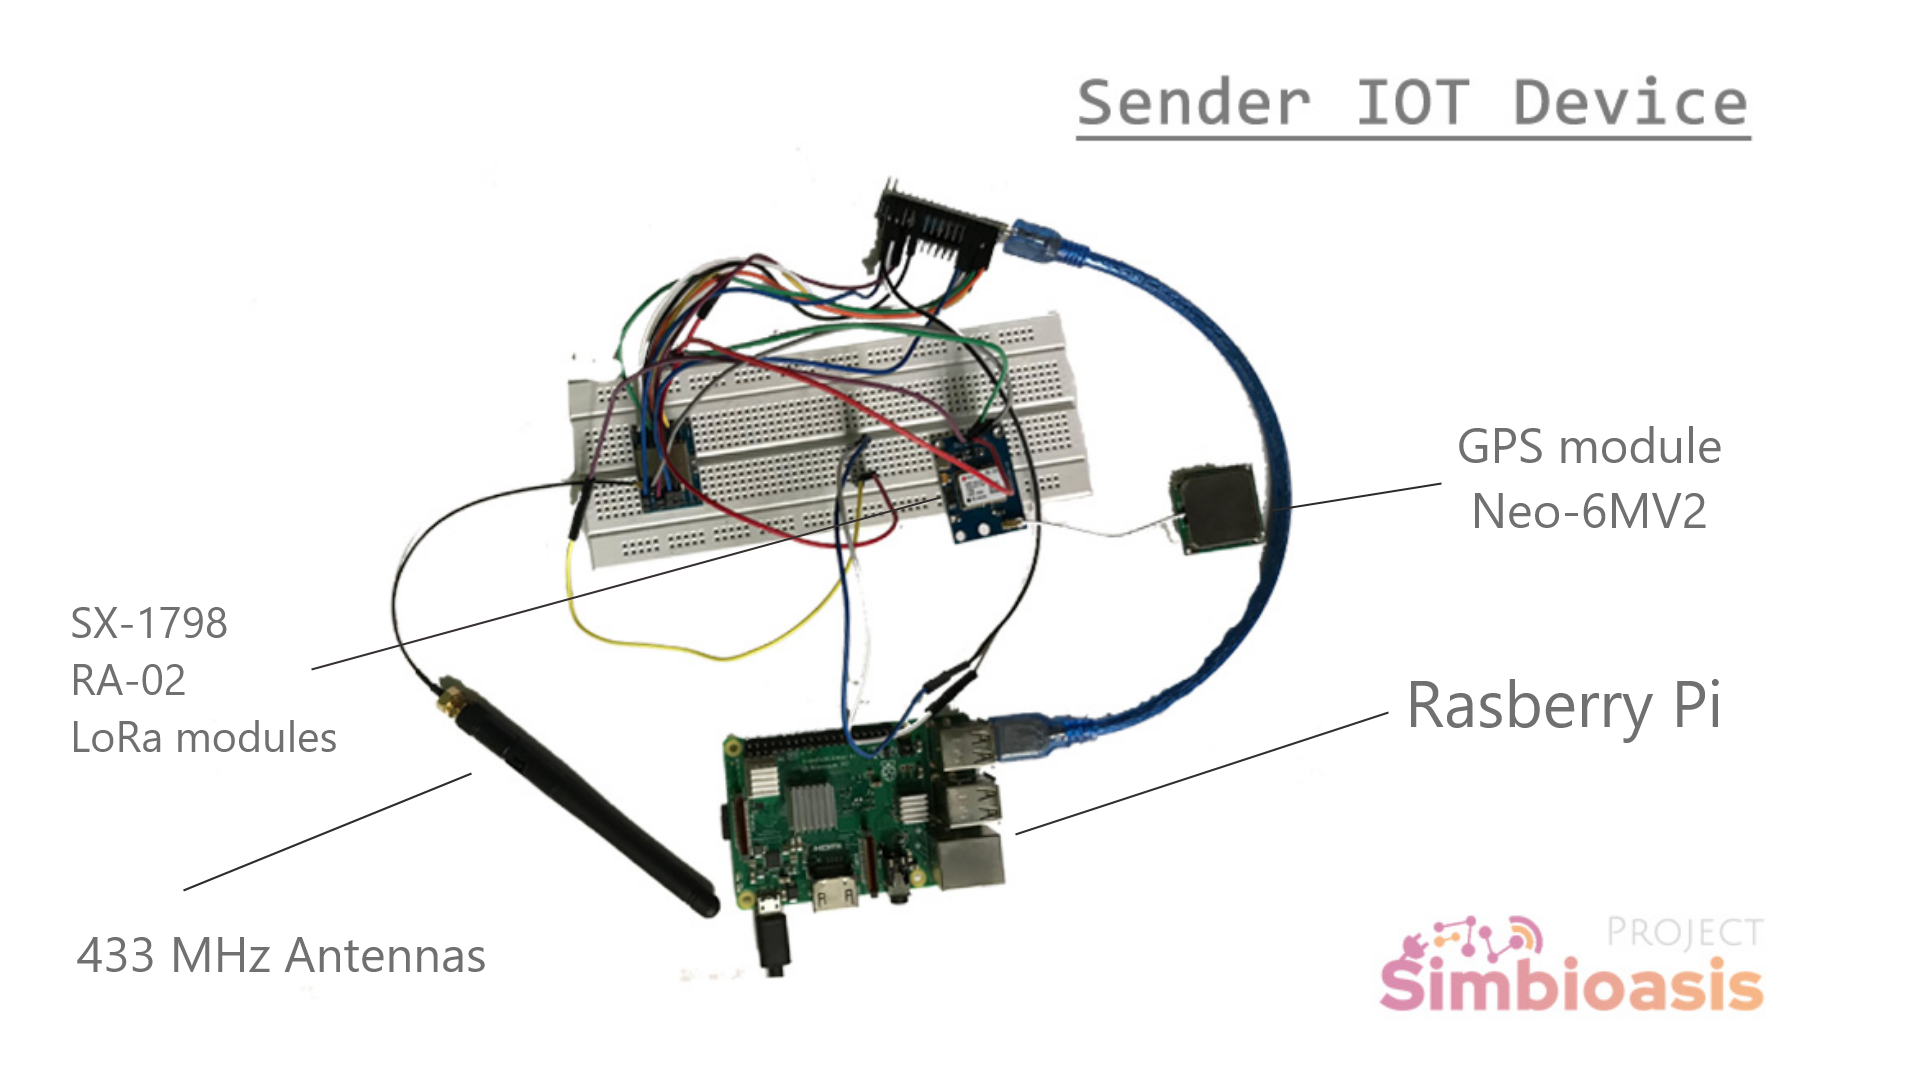 Sender IOT Device
GPS module
Neo-6MV2
SX-1798
RA-02
LoRa modules
Rasberry Pi
433 MHz Antennas
HDMI
PROJECT
Simbioasis